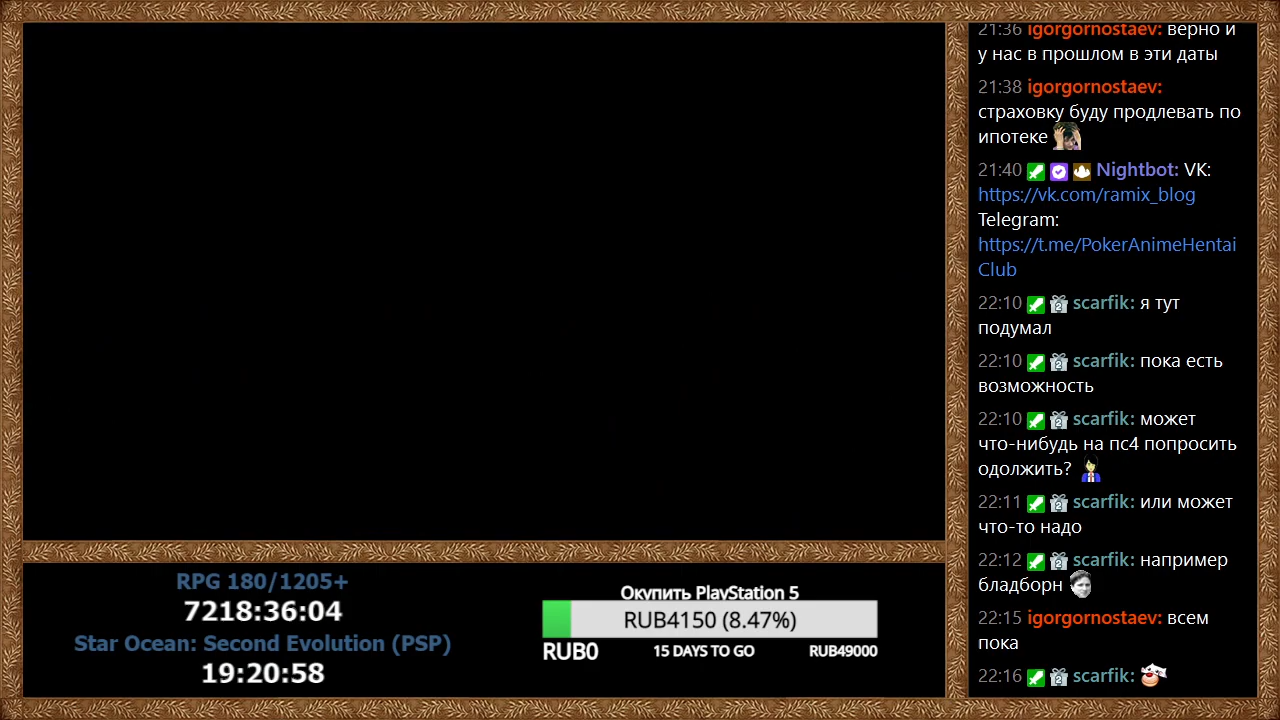 21:36 igorgornostaev: верно и
у нас в прошлом в эти даты
21:38 igorgornostaev:
страховку буду продлевать по
ипотеке
21:40 Nightbot: VK:
https://vk.com/ramix_blog
Telegram:
https://t.me/PokerAnimeHentai
Club
22:10 scarfik: я тут
подумал
22:10 scarfik: пока есть
возможность
22:10 scarfik: может
что-нибудь на пс4 попросить
одолжить?
22:11 scarfik: или может
что-то надо
22:12 scarfik: например
бладборн
22:15 igorgornostaev: всем
пока
22:16 scarfik:
RPG 180/1205+
7218:36:04
Star Ocean: Second Evolution (PSP)
19:20:58
Окупить PlayStation 5
RUB4150 (8.47%)
RUB0 15 DAYS TO GO RUB49000